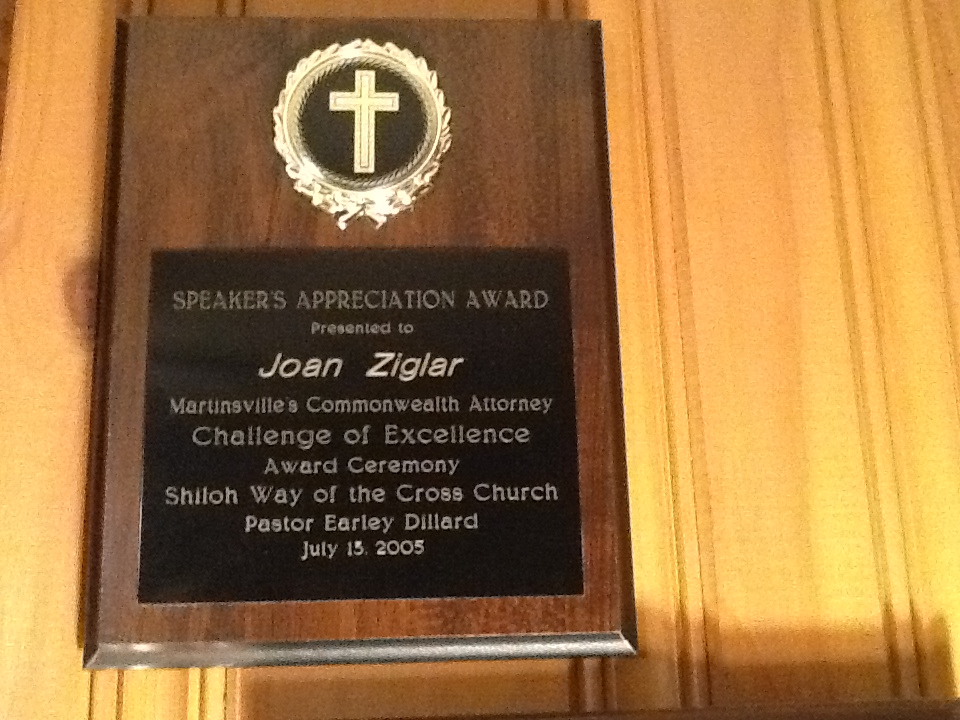 SPEAKER'S APPRECIATION AWARD
Presented to
Joan Ziglar
Martinsville's Commonwealth Attorney
Challenge of Excellence
Award Ceremony
Shiloh Way of the Cross Church
Pastor Earley Dillard
July 15, 2005